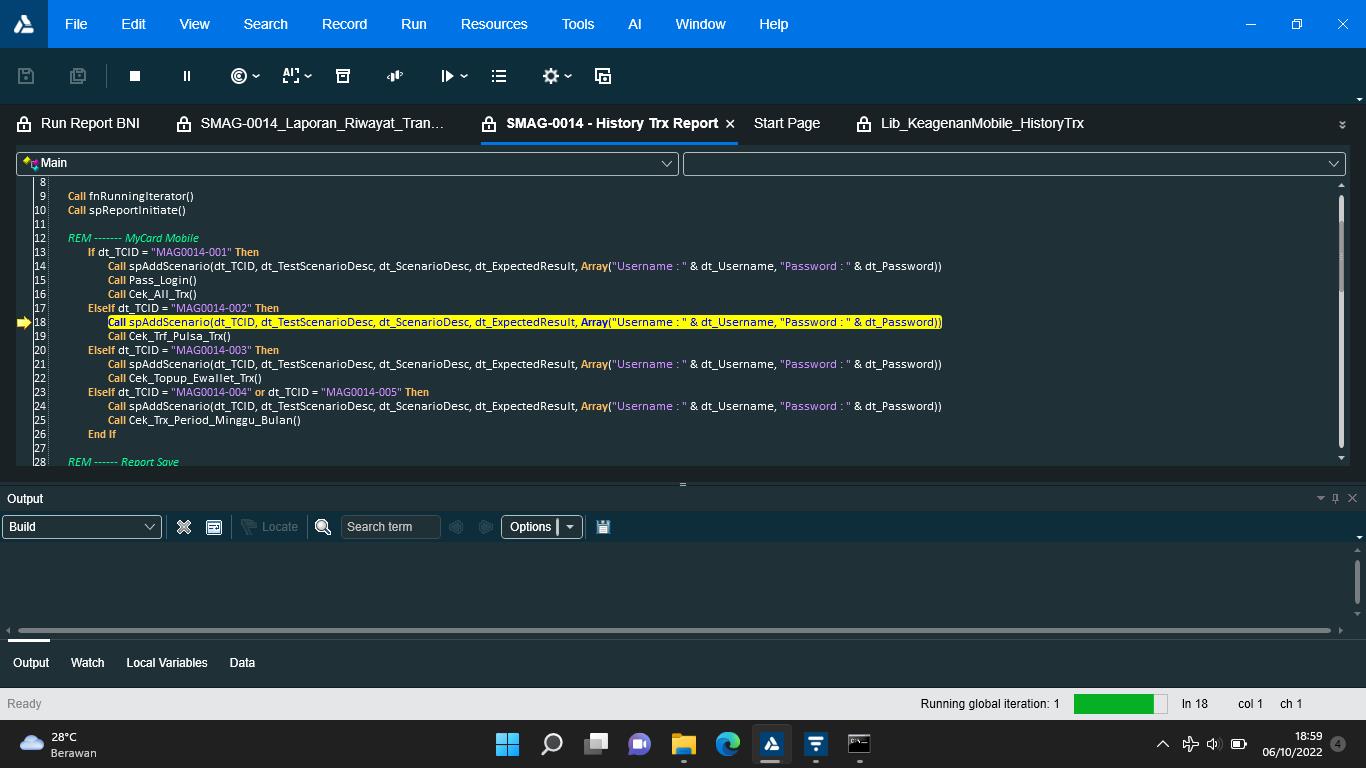 File Edit View Search Record Run Resources Tools AI Window Help
Run Report BNI SMAG-0014_Laporan_Riwayat_Tran... SMAG-0014 - History Trx Report Start Page Lib_KeagenanMobile_HistoryTrx
Main
8
9 Call fnRunningIterator()
10 Call spReportInitiate()
11
12 REM ------- MyCard Mobile
13 If dt_TCID = "MAG0014-001" Then
14 Call spAddScenario(dt_TCID, dt_TestScenarioDesc, dt_ScenarioDesc, dt_ExpectedResult, Array("Username : " & dt_Username, "Password : " & dt_Password))
15 Call Pass_Login()
16 Call Cek_All_Trx()
17 ElseIf dt_TCID = "MAG0014-002" Then
18 Call spAddScenario(dt_TCID, dt_TestScenarioDesc, dt_ScenarioDesc, dt_ExpectedResult, Array("Username : " & dt_Username, "Password : " & dt_Password))
19 Call Cek_Trf_Pulsa_Trx()
20 ElseIf dt_TCID = "MAG0014-003" Then
21 Call spAddScenario(dt_TCID, dt_TestScenarioDesc, dt_ScenarioDesc, dt_ExpectedResult, Array("Username : " & dt_Username, "Password : " & dt_Password))
22 Call Cek_Topup_Ewallet_Trx()
23 ElseIf dt_TCID = "MAG0014-004" or dt_TCID = "MAG0014-005" Then
24 Call spAddScenario(dt_TCID, dt_TestScenarioDesc, dt_ScenarioDesc, dt_ExpectedResult, Array("Username : " & dt_Username, "Password : " & dt_Password))
25 Call Cek_Trx_Period_Minggu_Bulan()
26 End If
27
28 REM ------ Report Save
Output
Build Locate Search term Options
Output Watch Local Variables Data
Ready Running global iteration: 1 ln 18 col 1 ch 1
28°C
Berawan
18:59
06/10/2022
4